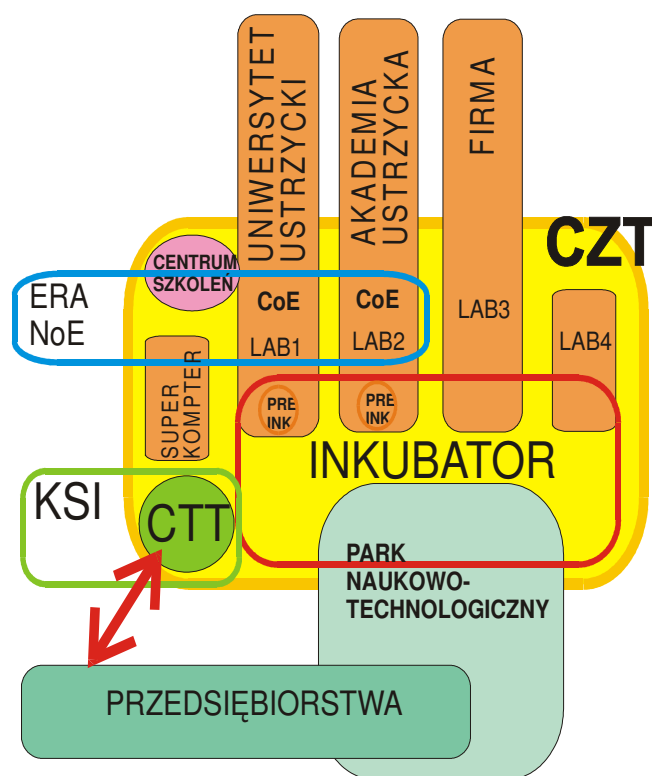 UNIWERSYTET
USTRZYCKI
AKADEMIA
USTRZYCKA
FIRMA
CZT
CENTRUM
SZKOLEŃ
ERA
NoE
CoE
CoE
LAB1
LAB2
LAB3
LAB4
SUPER
KOMPTER
PRE
INK
PRE
INK
INKUBATOR
KSI
CTT
PARK
NAUKOWO-
TECHNOLOGICZNY
PRZEDSIĘBIORSTWA